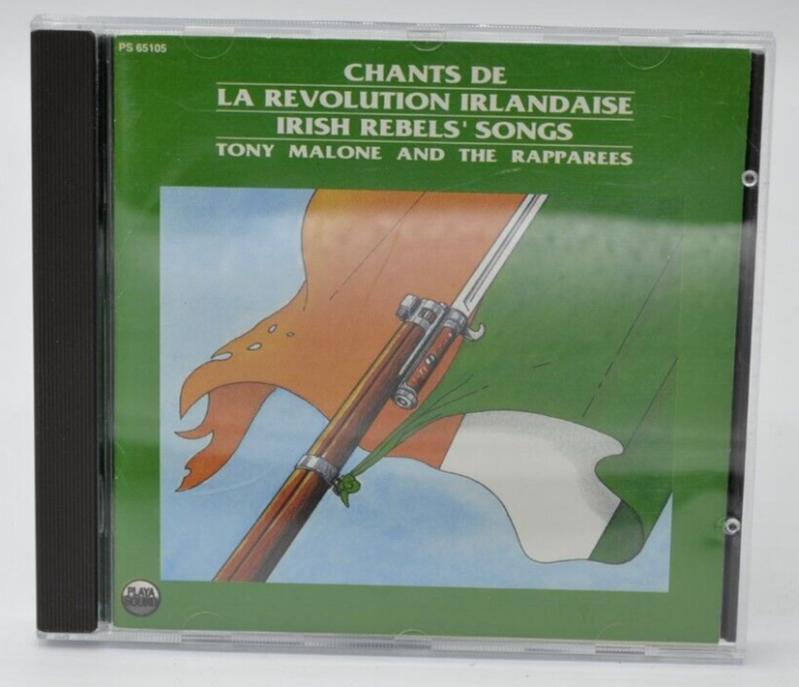 PS 65105
CHANTS DE
LA REVOLUTION IRLANDAISE
IRISH REBELS' SONGS
TONY MALONE AND THE RAPPAREES
PLAYA
SOUND